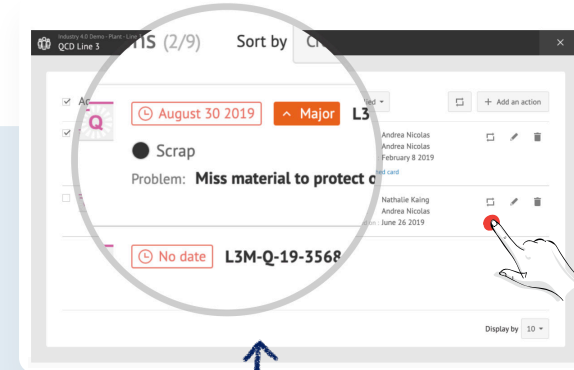 Industry 4.0 Demo - Plant - Line
QCD Line 3
(2/9) Sort by
+ Add an action
Q
August 30 2019 Major L3
Scrap
Problem: Miss material to protect
Andrea Nicolas
Andrea Nicolas
February 8 2019
card
Nathalie Kaing
Andrea Nicolas
June 26 2019
No date L3M-Q-19-3568
Display by 10